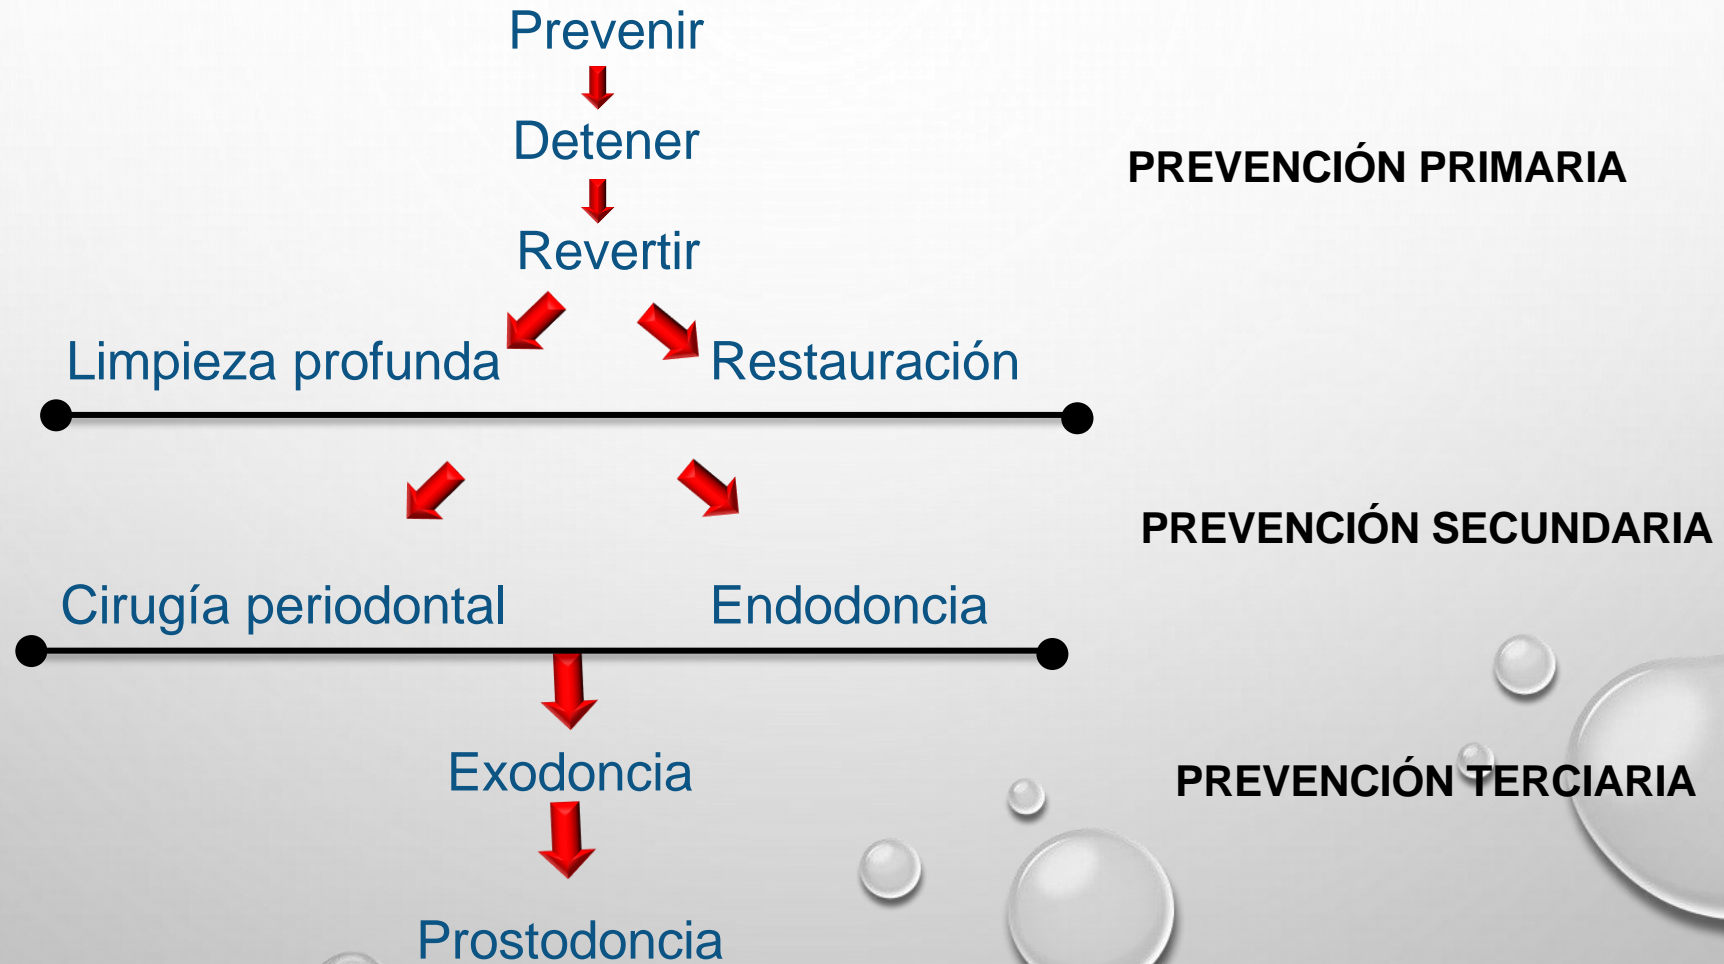 Prevenir
Detener
PREVENCIÓN PRIMARIA
Revertir
Limpieza profunda
Restauración
PREVENCIÓN SECUNDARIA
Cirugía periodontal
Endodoncia
Exodoncia
PREVENCIÓN TERCIARIA
Prostodoncia